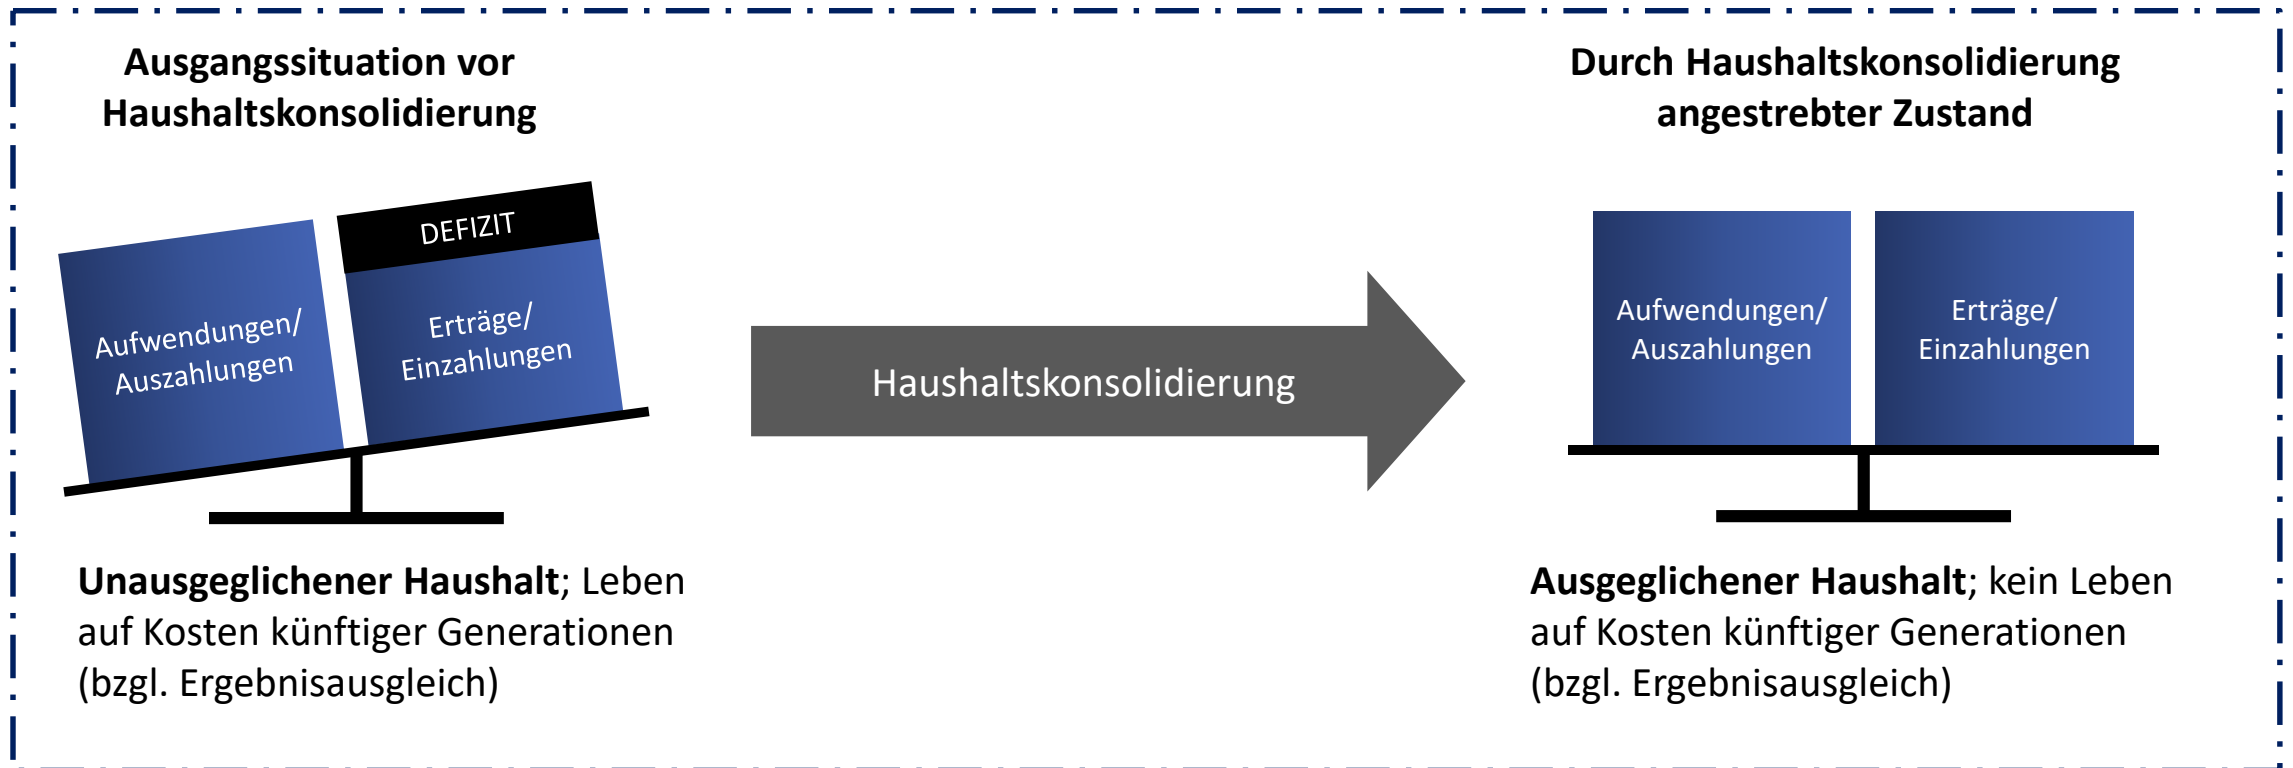 Ausgangssituation vor
Haushaltskonsolidierung
DEFIZIT
Aufwendungen/
Auszahlungen
Erträge/
Einzahlungen
Unausgeglichener Haushalt; Leben
auf Kosten künftiger Generationen
(bzgl. Ergebnisausgleich)
Haushaltskonsolidierung
Durch Haushaltskonsolidierung
angestrebter Zustand
Aufwendungen/
Auszahlungen
Erträge/
Einzahlungen
Ausgeglichener Haushalt; kein Leben
auf Kosten künftiger Generationen
(bzgl. Ergebnisausgleich)